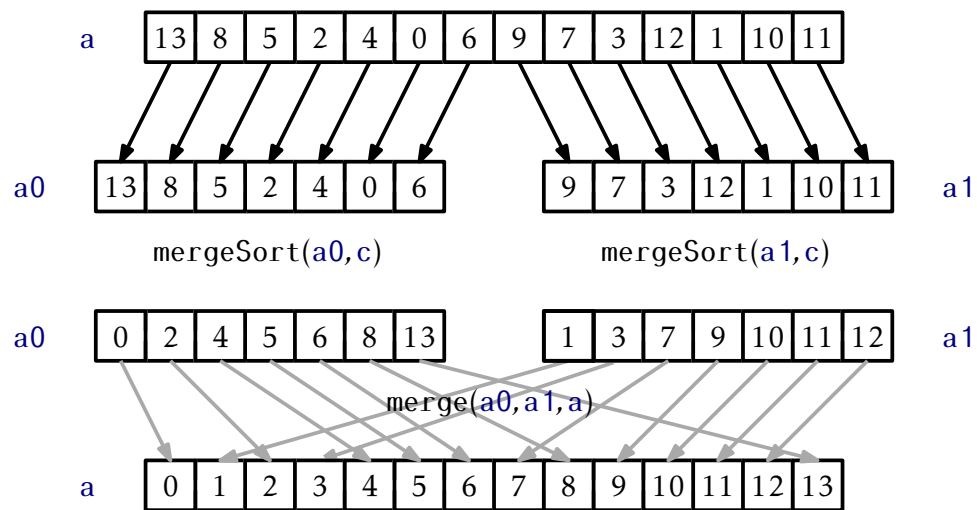 a 13 8 5 2 4 0 6 9 7 3 12 1 10 11
a0 13 8 5 2 4 0 6 9 7 3 12 1 10 11 a1
mergeSort(a0,c) mergeSort(a1,c)
a0 0 2 4 5 6 8 13 1 3 7 9 10 11 12 a1
merge(a0,a1,a)
a 0 1 2 3 4 5 6 7 8 9 10 11 12 13